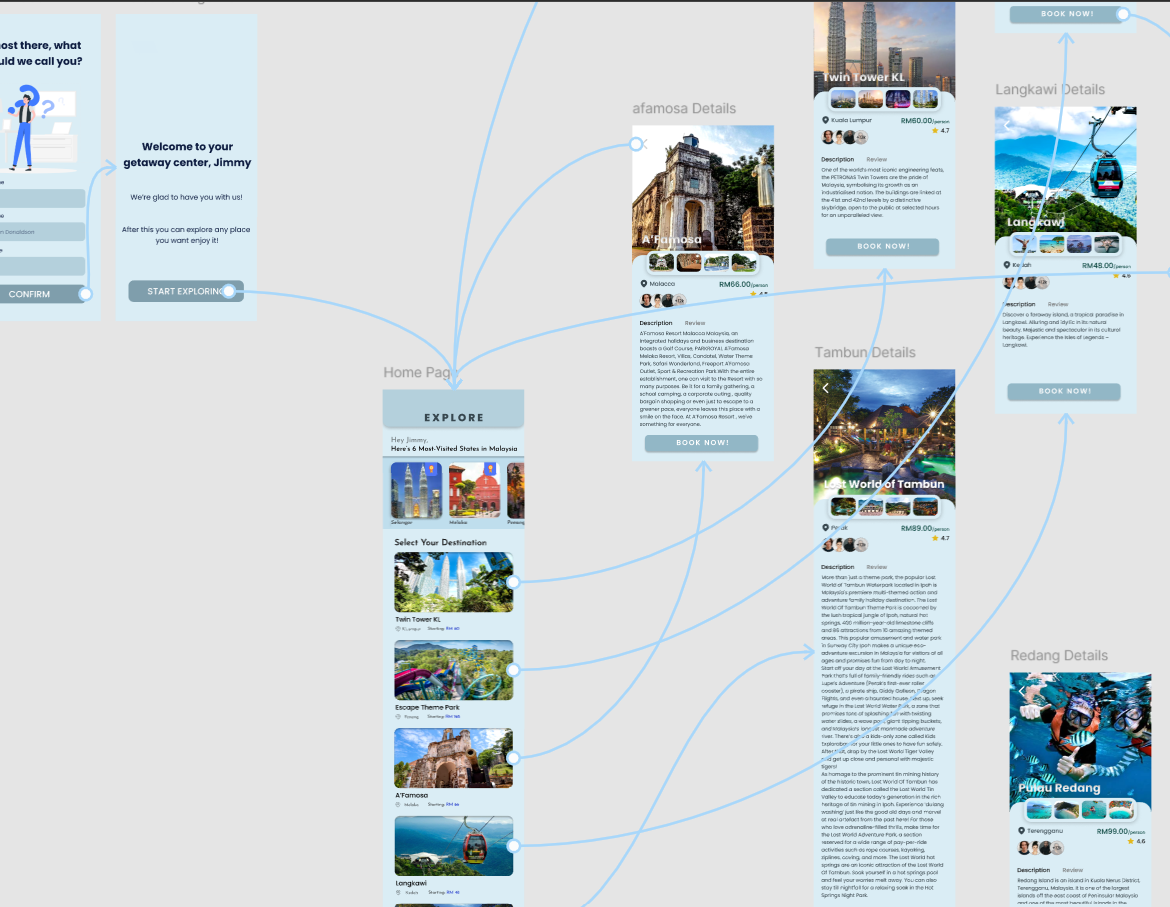 ost there, what
uld we call you?
CONFIRM
Welcome to your
getaway center, Jimmy
We're glad to have you with us!
After this you can explore any place
you want enjoy it!
START EXPLORING
Home Page
EXPLORE
Hey Jimmy,
Here's 6 Most-Visited States in Malaysia
Selangor
Melaka
Penang
Select Your Destination
Twin Tower KL
Escape Theme Park
A'Famosa
Langkawi
afamosa Details
A'Famosa
Malacca
RM66.00/person
Description Review
A'Famosa Resort Malacca Malaysia, an
integrated holidays and business destination
boasts a Golf Course, PARKROYAL A'Famosa
Melaka Resort, Villas, Condotel, Water Theme
Park, Safari Wonderland, Freeport A'Famosa
Outlet, Sport & Recreation Park.With the entire
establishment, one can visit to the Resort with so
many purposes. Be it for a family gathering, a
school camping, a corporate outing, quality
bargain shopping or even just to escape to a
greener pace, everyone leaves this place with a
smile on the face. At A'Famosa Resort , we've
something for everyone.
BOOK NOW!
Twin Tower KL
Kuala Lumpur
RM60.00/person
4.7
Description Review
One of the world's most iconic engineering feats,
the PETRONAS Twin Towers are the pride of
Malaysia, symbolising its growth as an
industrialised nation. The buildings are linked at
the 41st and 42nd levels by a distinctive
skybridge, open to the public at selected hours
for an unparalleled view.
BOOK NOW!
Tambun Details
Lost World of Tambun
Perak
RM89.00/person
4.7
Description Review
More than just a theme park, the popular Lost
World of Tambun Waterpark located in Ipoh is
Malaysia's premiere multi-themed action and
adventure family holiday destination. The Lost
World Of Tambun Theme Park is cocooned by
the lush tropical jungle of Ipoh, natural hot
springs, 400 million-year-old limestone cliffs
and 65 attractions from 10 amazing themed
areas. This popular amusement and water park
in Sunway City Ipoh makes a unique eco-
adventure excursion in Malaysia for visitors of all
ages and promises fun from day to night.
Start off your day at the Lost World Amusement
Park that's full of family-friendly rides such as
Lupe's Adventure (Perak's first-ever roller
coaster), a pirate ship, Giddy Galleon, Dragon
Flights, and even a haunted house. Next up, seek
refuge in the Lost World Water Park, a zone that
promises tons of splashing fun with twisting
water slides, a wave pool, giant tipping buckets,
and Malaysia's longest manmade adventure
river. There's also a kids-only zone called Kids
Explorabay for your little ones to have fun safely.
After that, drop by the Lost World Tiger Valley
and get up close and personal with majestic
tigers!
As homage to the prominent tin mining history
of the historic town, Lost World Of Tambun has
dedicated a section called the Lost World Tin
Valley to educate today's generation in the rich
heritage of tin mining in Ipoh. Experience 'dulang
washing' just like the good old days and marvel
at real artefact from the past here! For those
who love adrenaline-filled thrills, make time for
the Lost World Adventure Park, a section
reserved for a wide range of pay-per-ride
activities such as rope courses, kayaking,
ziplines, caving, and more. The Lost World hot
springs are an iconic attraction of the Lost World
Of Tambun. Soak yourself in a hot springs pool
and feel your worries melt away. You can also
stay till nightfall for a relaxing soak in the Hot
Springs Night Park.
BOOK NOW!
Langkawi Details
Langkawi
Kedah
RM48.00/person
Description Review
Discover a faraway island, a tropical paradise in
Langkawi. Alluring and idyllic in its natural
beauty. Majestic and spectacular in its cultural
heritage. Experience the isles of Legends –
Langkawi.
BOOK NOW!
Redang Details
Pulau Redang
Terengganu
RM99.00/person
4.6
Description Review
Redang Island is an island in Kuala Nerus District,
Terengganu, Malaysia. It is one of the largest
islands off the east coast of Peninsular Malaysia
and one of the most beautiful islands in the